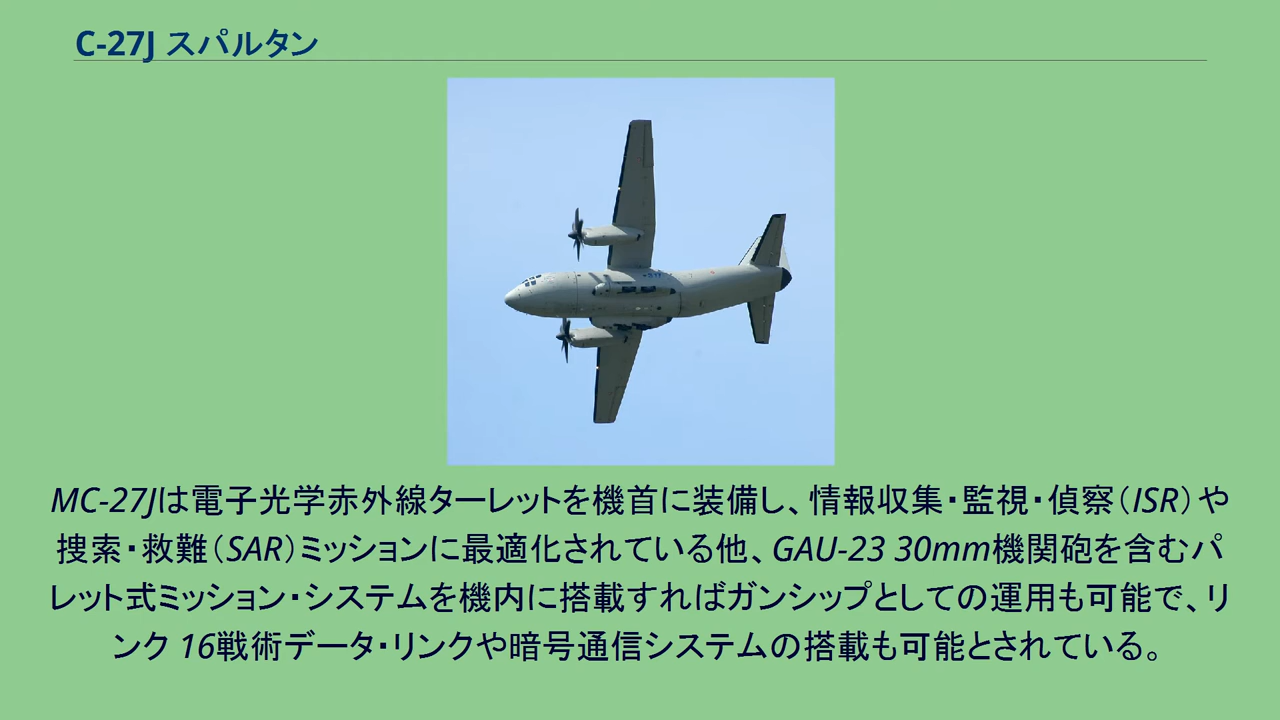 C-27J スパルタン
MC-27Jは電子光学赤外線ターレットを機首に装備し、情報収集・監視・偵察（ISR）や
捜索・救難（SAR）ミッションに最適化されている他、GAU-23 30mm機関砲を含むパ
レット式ミッション・システムを機内に搭載すればガンシップとしての運用も可能で、リ
ンク 16戦術データ・リンクや暗号通信システムの搭載も可能とされている。